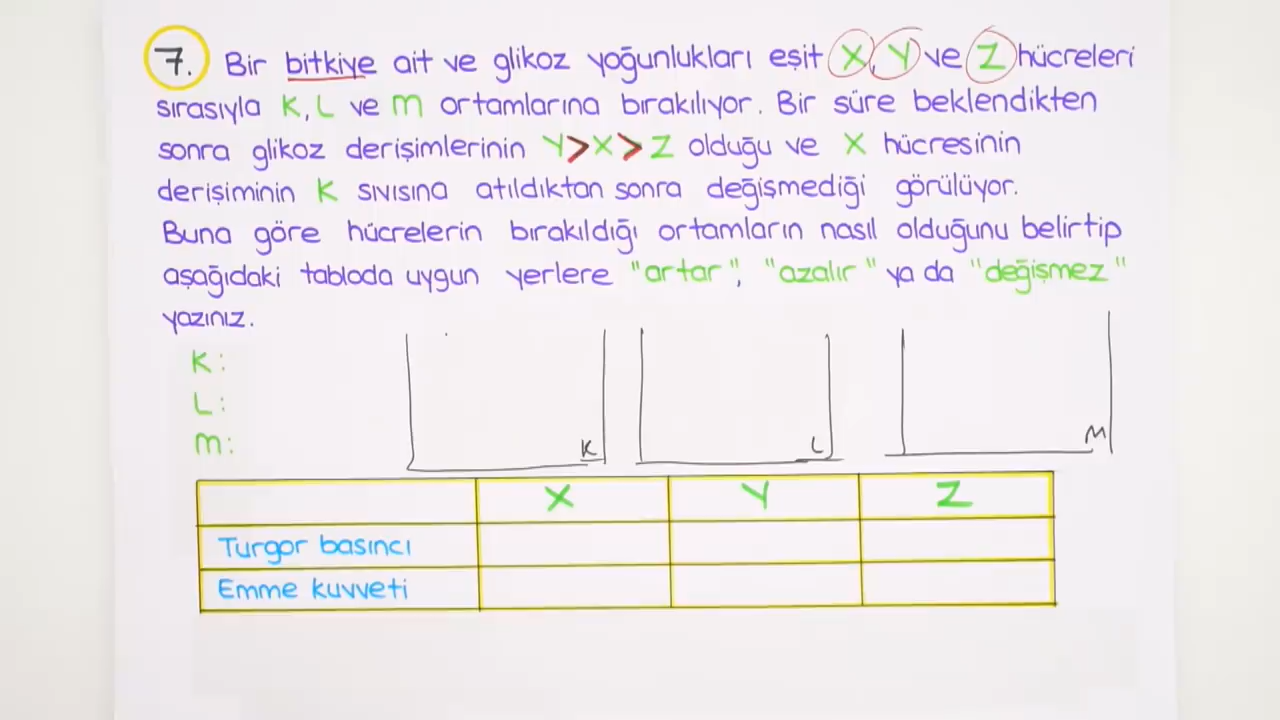 7. Bir bitkiye ait ve glikoz yoğunlukları eşit X, Y ve Z hücreleri
sırasıyla K, L ve M ortamlarına bırakılıyor. Bir süre beklendikten
sonra glikoz derişimlerinin Y>X>Z olduğu ve X hücresinin
derişiminin K sıvısına atıldıktan sonra değişmediği görülüyor.
Buna göre hücrelerin bırakıldığı ortamların nasıl olduğunu belirtip
aşağıdaki tabloda uygun yerlere "artar", "azalır" ya da "değişmez"
yazınız.
K:
L:
M:
K L M
X Y Z
Turgor basıncı
Emme kuvveti